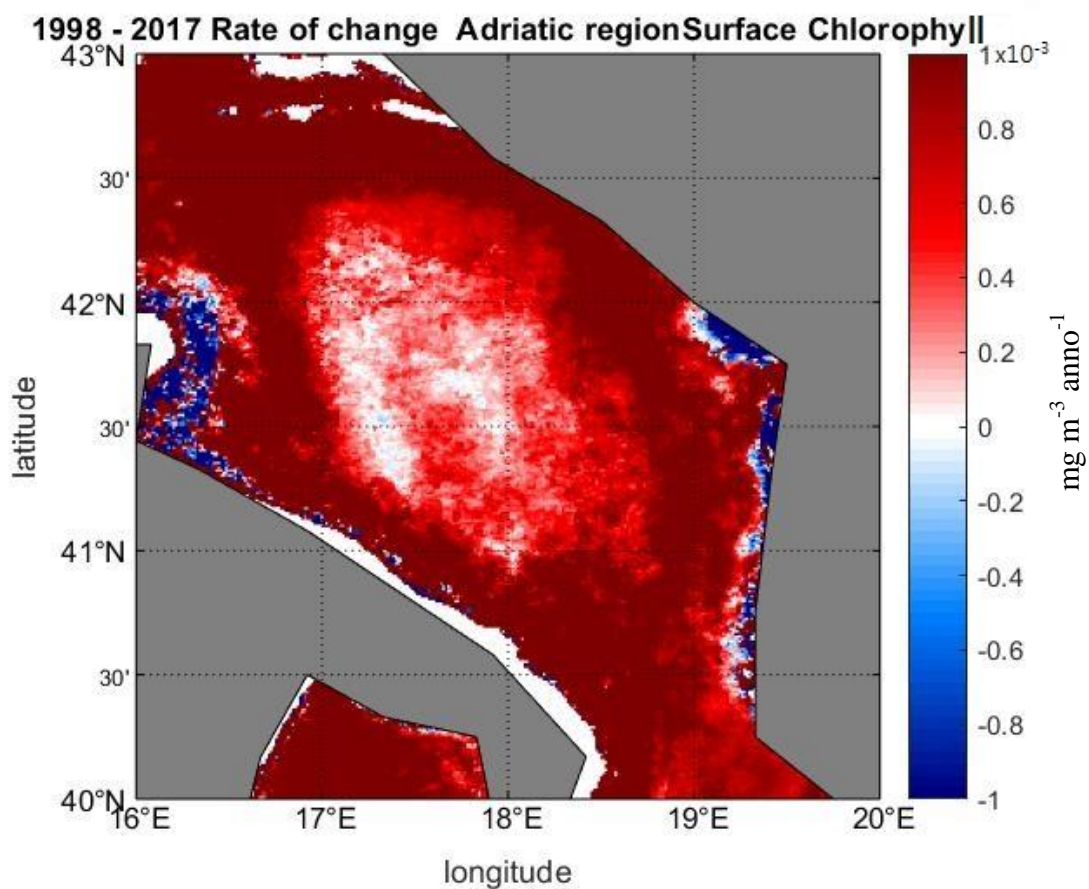 1998 - 2017 Rate of change  Adriatic regionSurface Chlorophyll
43°N
30'
42°N
30'
41°N
30'
40°N
16°E
17°E
18°E
19°E
20°E
latitude
longitude
1x10⁻³
0.8
0.6
0.4
0.2
0
-0.2
-0.4
-0.6
-0.8
-1
mg m⁻³ anno⁻¹